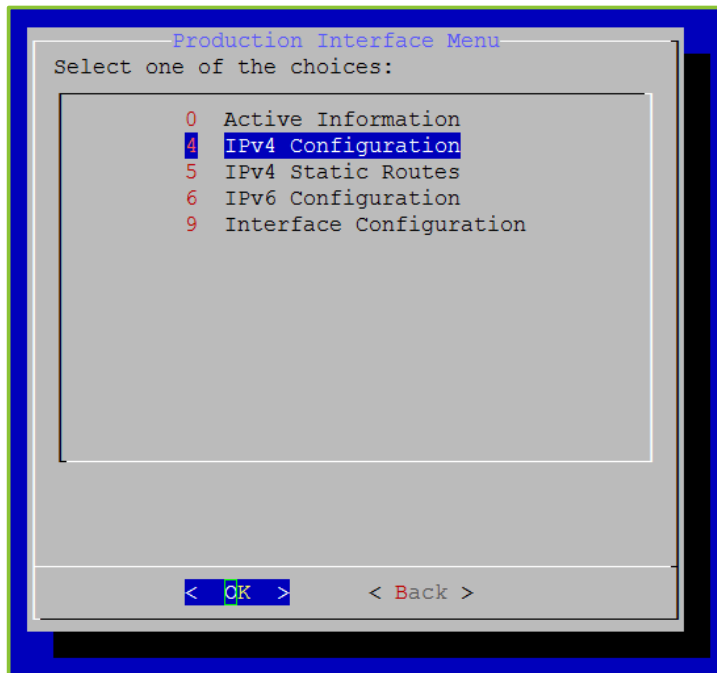 Production Interface Menu
Select one of the choices:
0 Active Information
4 IPv4 Configuration
5 IPv4 Static Routes
6 IPv6 Configuration
9 Interface Configuration
< OK > < Back >